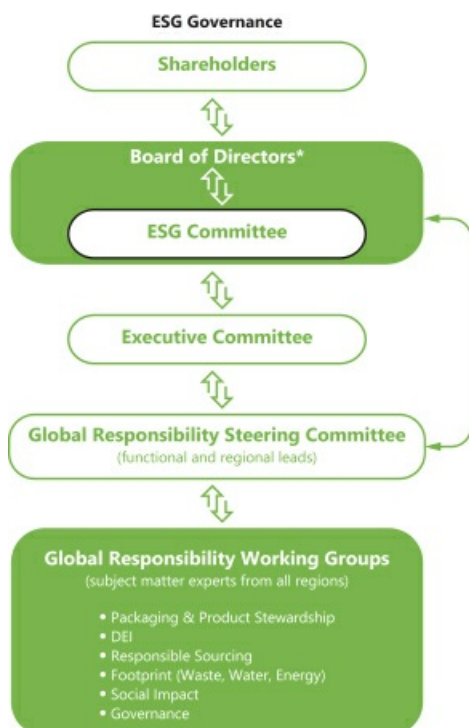 ESG Governance
Shareholders
Board of Directors*
ESG Committee
Executive Committee
Global Responsibility Steering Committee
(functional and regional leads)
Global Responsibility Working Groups
(subject matter experts from all regions)
• Packaging & Product Stewardship
• DEI
• Responsible Sourcing
• Footprint (Waste, Water, Energy)
• Social Impact
• Governance